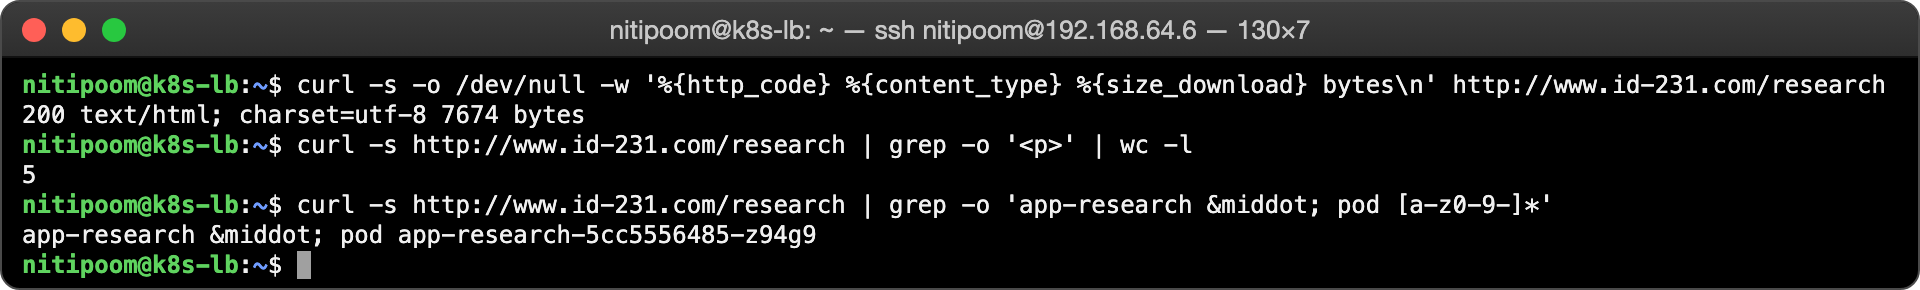 nitipoom@k8s-lb: ~ — ssh nitipoom@192.168.64.6 — 130×7
nitipoom@k8s-lb:~$ curl -s -o /dev/null -w '%{http_code} %{content_type} %{size_download} bytes\n' http://www.id-231.com/research
200 text/html; charset=utf-8 7674 bytes
nitipoom@k8s-lb:~$ curl -s http://www.id-231.com/research | grep -o '<p>' | wc -l
5
nitipoom@k8s-lb:~$ curl -s http://www.id-231.com/research | grep -o 'app-research &middot; pod [a-z0-9-]*'
app-research &middot; pod app-research-5cc5556485-z94g9
nitipoom@k8s-lb:~$